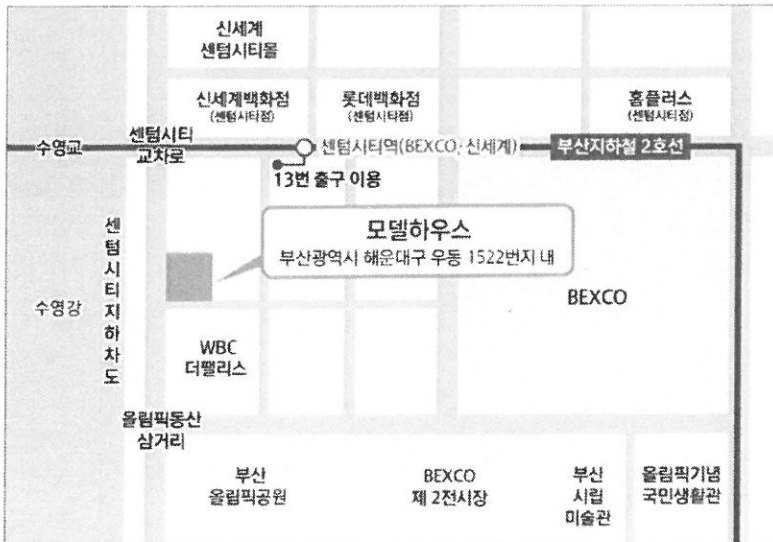 신세계
센텀시티몰
신세계백화점
(센텀시티점)
롯데백화점
(센텀시티점)
홈플러스
(센텀시티점)
수영교
센텀시티
교차로
센텀시티역(BEXCO, 신세계)
부산지하철 2호선
13번 출구 이용
모델하우스
부산광역시 해운대구 우동 1522번지 내
센텀시티지하차도
수영강
BEXCO
WBC
더팰리스
올림픽동산
삼거리
부산
올림픽공원
BEXCO
제 2전시장
부산
시립
미술관
올림픽기념
국민생활관